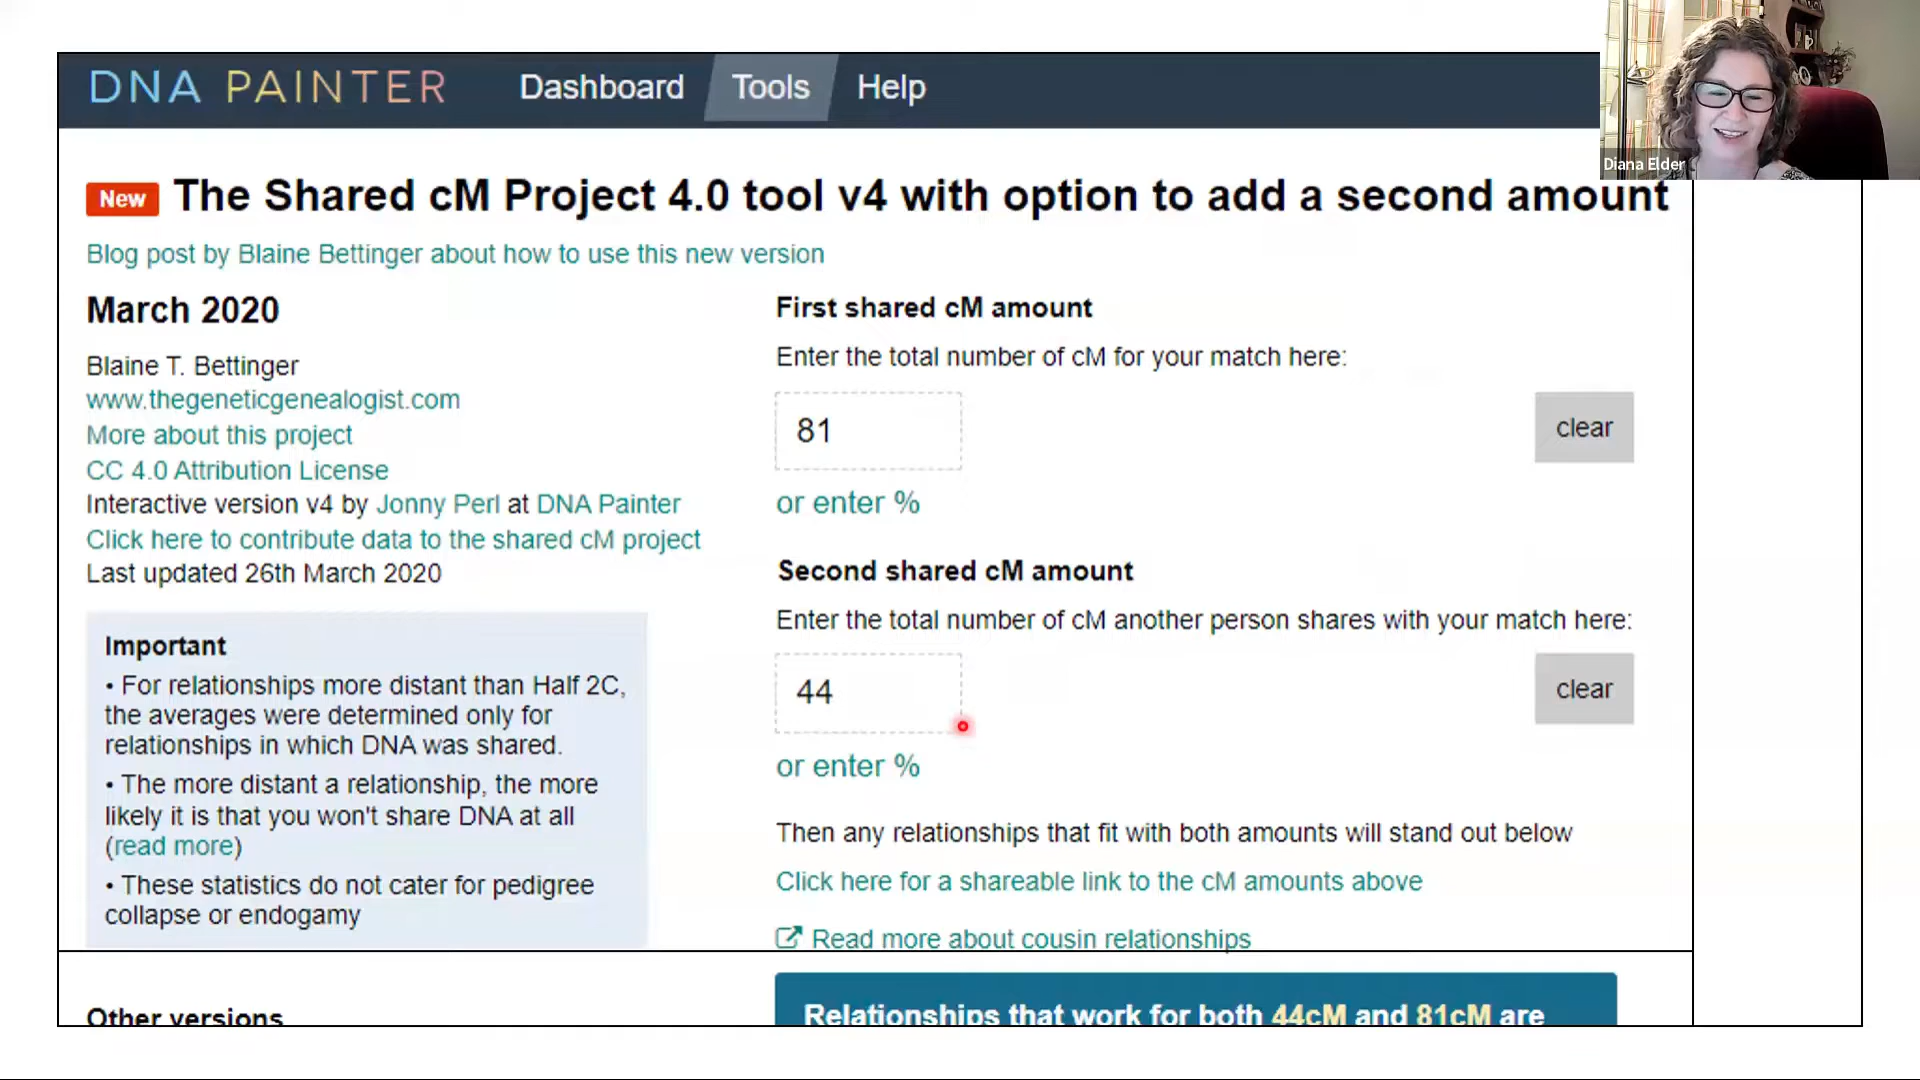 DNA PAINTER Dashboard Tools Help
Diana Elder
New The Shared cM Project 4.0 tool v4 with option to add a second amount
Blog post by Blaine Bettinger about how to use this new version
March 2020
Blaine T. Bettinger
www.thegeneticgenealogist.com
More about this project
CC 4.0 Attribution License
Interactive version v4 by Jonny Perl at DNA Painter
Click here to contribute data to the shared cM project
Last updated 26th March 2020
Important
• For relationships more distant than Half 2C,
the averages were determined only for
relationships in which DNA was shared.
• The more distant a relationship, the more
likely it is that you won't share DNA at all
(read more)
• These statistics do not cater for pedigree
collapse or endogamy
Other versions
First shared cM amount
Enter the total number of cM for your match here:
81
clear
or enter %
Second shared cM amount
Enter the total number of cM another person shares with your match here:
44
clear
or enter %
Then any relationships that fit with both amounts will stand out below
Click here for a shareable link to the cM amounts above
Read more about cousin relationships
Relationships that work for both 44cM and 81cM are